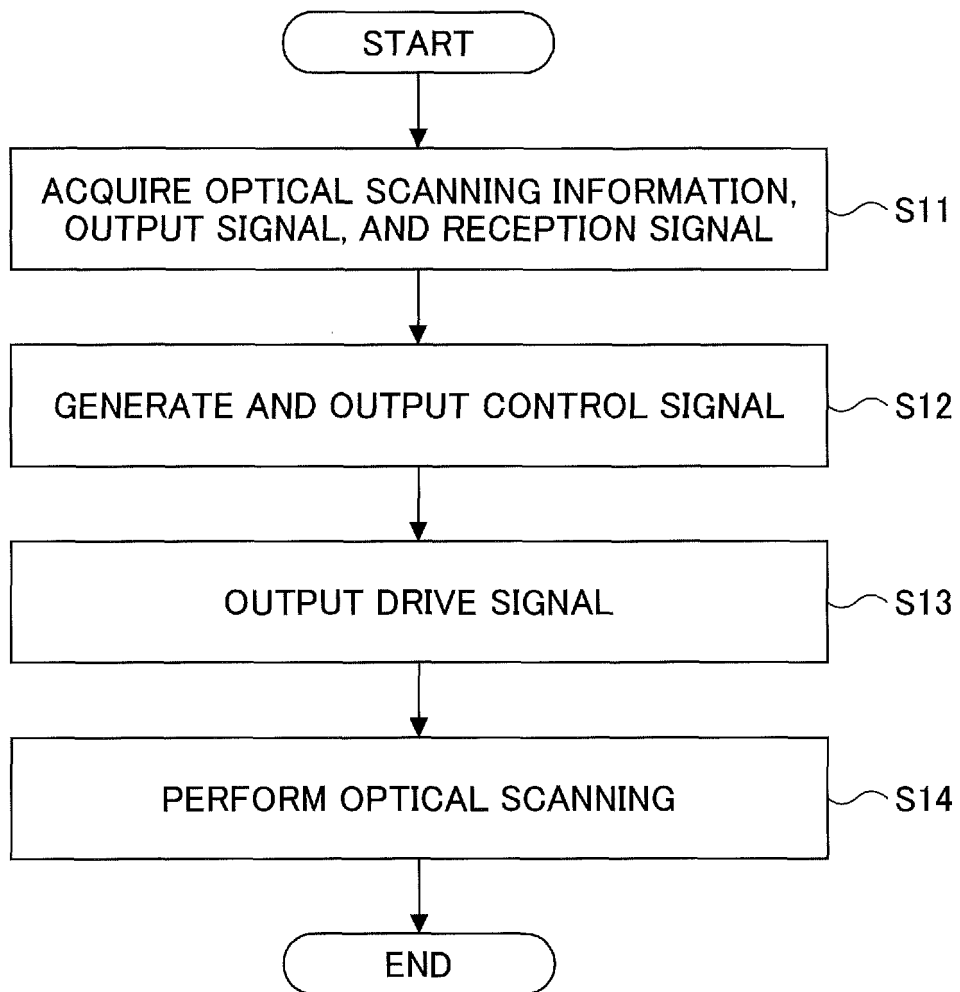 START
ACQUIRE OPTICAL SCANNING INFORMATION,
OUTPUT SIGNAL, AND RECEPTION SIGNAL
S11
GENERATE AND OUTPUT CONTROL SIGNAL
S12
OUTPUT DRIVE SIGNAL
S13
PERFORM OPTICAL SCANNING
S14
END